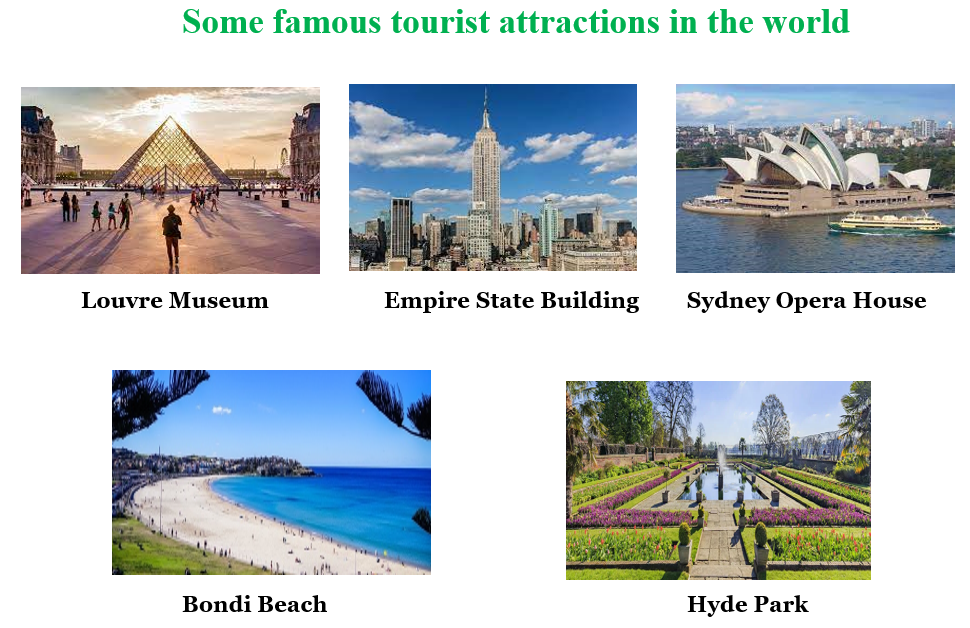 Some famous tourist attractions in the world
Louvre Museum
Empire State Building
Sydney Opera House
Bondi Beach
Hyde Park